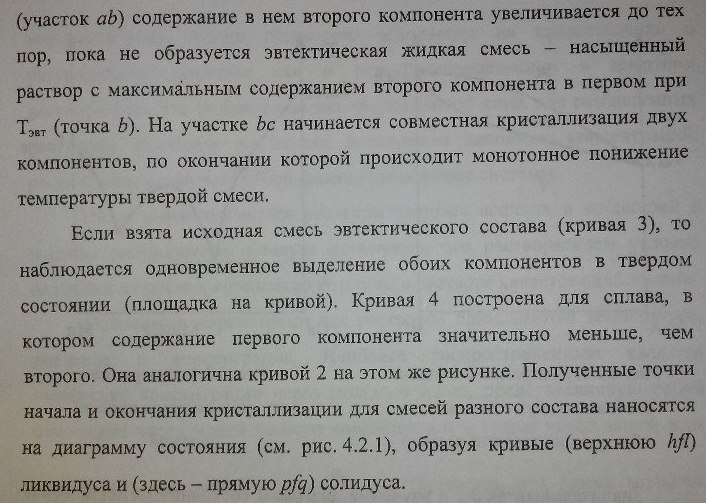 (участок ab) содержание в нем второго компонента увеличивается до тех
пор, пока не образуется эвтектическая жидкая смесь – насыщенный
раствор с максимальным содержанием второго компонента в первом при
Tэвт (точка b). На участке bc начинается совместная кристаллизация двух
компонентов, по окончании которой происходит монотонное понижение
температуры твердой смеси.
Если взята исходная смесь эвтектического состава (кривая 3), то
наблюдается одновременное выделение обоих компонентов в твердом
состоянии (площадка на кривой). Кривая 4 построена для сплава, в
котором содержание первого компонента значительно меньше, чем
второго. Она аналогична кривой 2 на этом же рисунке. Полученные точки
начала и окончания кристаллизации для смесей разного состава наносятся
на диаграмму состояния (см. рис. 4.2.1), образуя кривые (верхнюю hfl)
ликвидуса и (здесь – прямую pfq) солидуса.